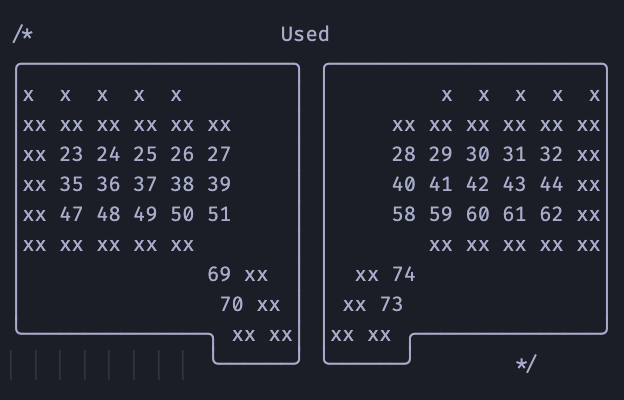 /* Used
x x x x x x x x x x
xx xx xx xx xx xx xx xx xx xx xx xx
xx 23 24 25 26 27 28 29 30 31 32 xx
xx 35 36 37 38 39 40 41 42 43 44 xx
xx 47 48 49 50 51 58 59 60 61 62 xx
xx xx xx xx xx xx xx xx xx xx
69 xx xx 74
70 xx xx 73
xx xx xx xx
*/